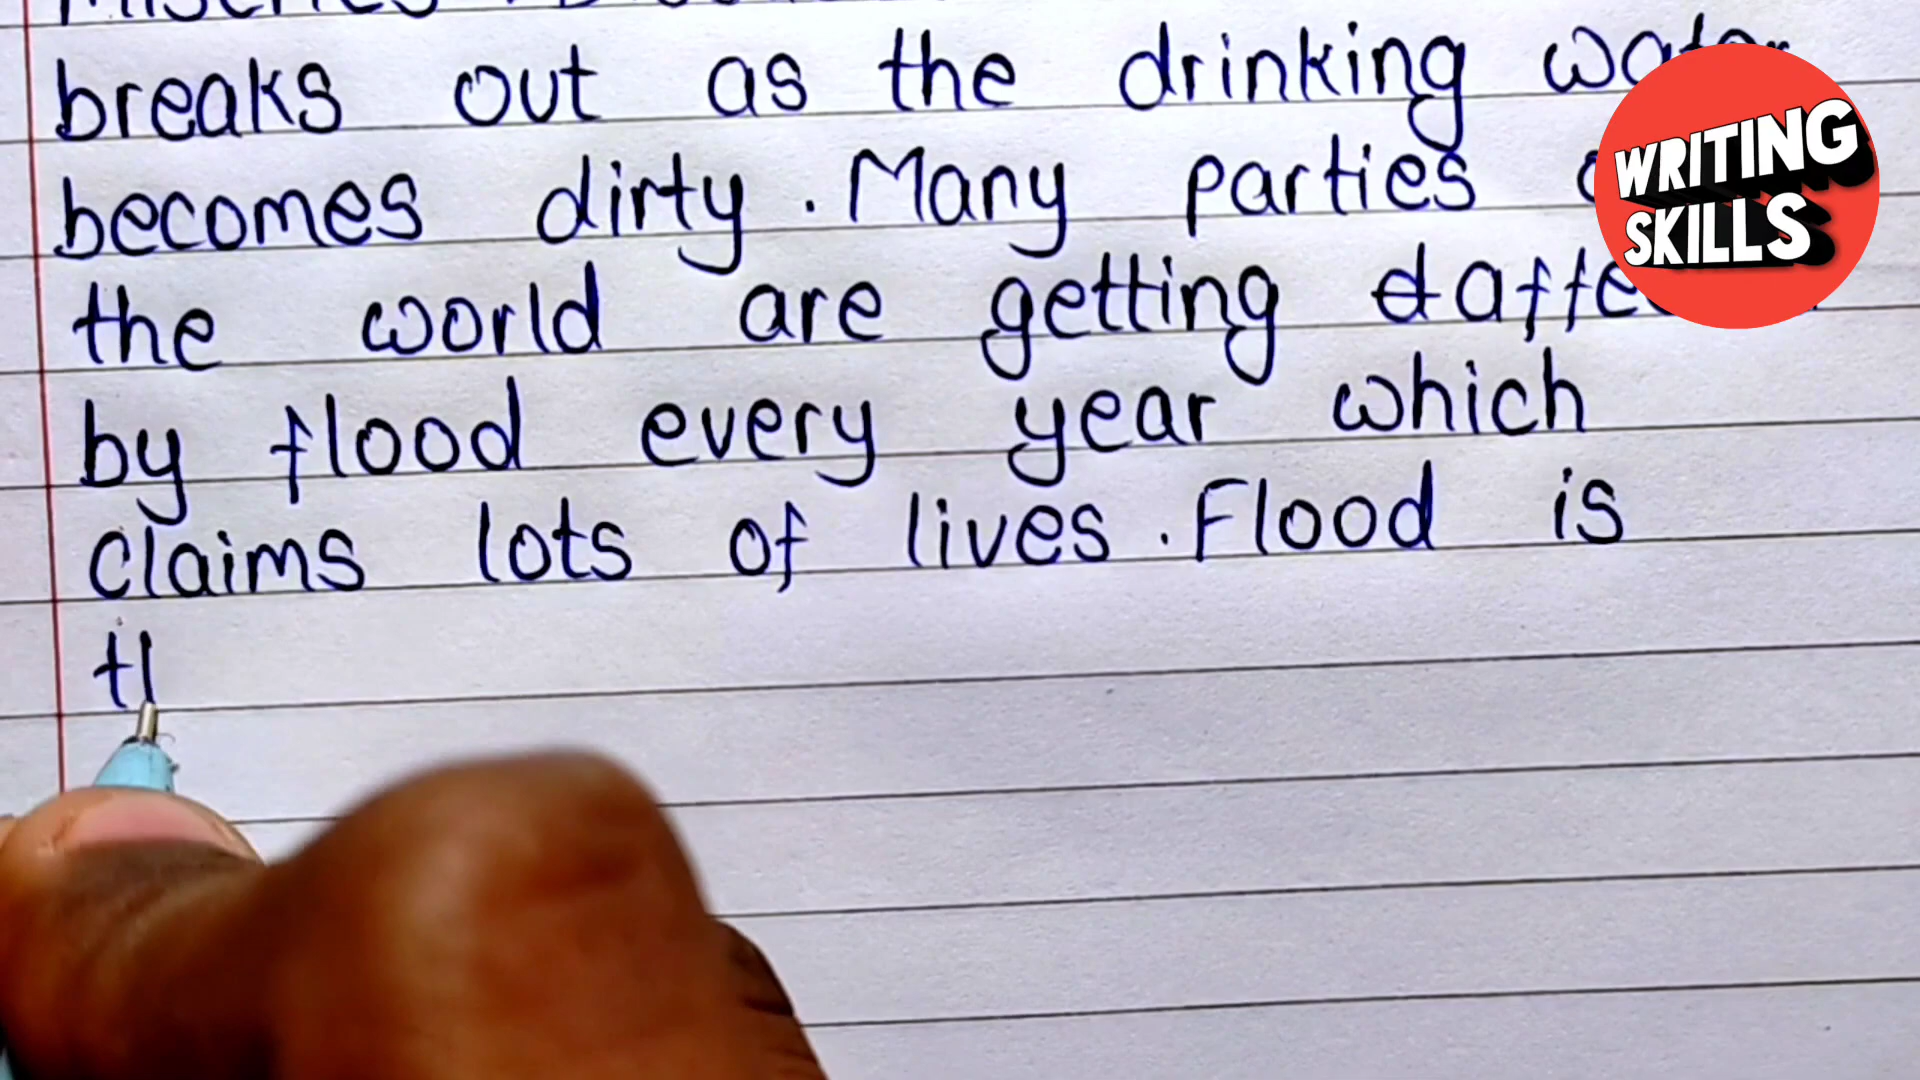 breaks out as the drinking water
becomes dirty. Many parties
the world are getting
by flood every year which
claims lots of lives. Flood is
WRITING
SKILLS